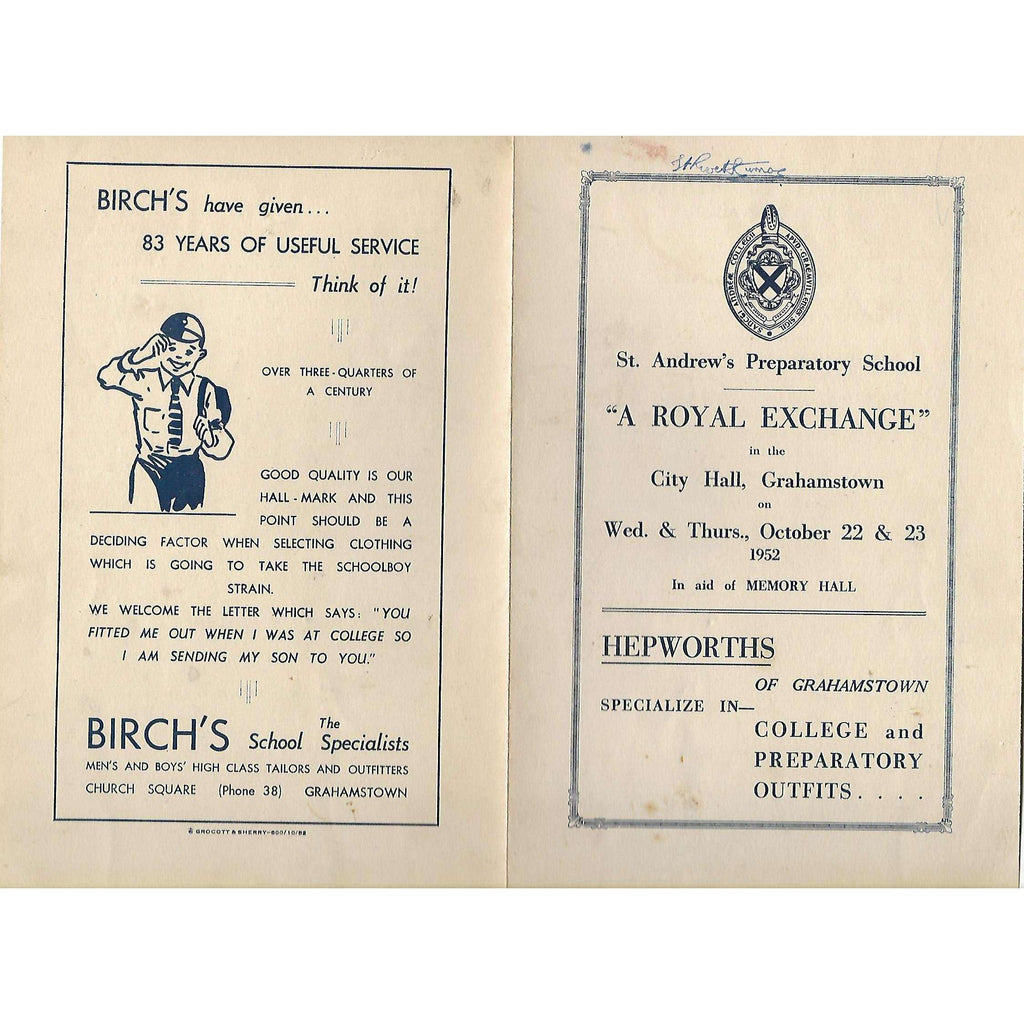 BIRCH'S have given...
83 YEARS OF USEFUL SERVICE
Think of it!
OVER THREE-QUARTERS OF
A CENTURY
GOOD QUALITY IS OUR
HALL-MARK AND THIS
POINT SHOULD BE A
DECIDING FACTOR WHEN SELECTING CLOTHING
WHICH IS GOING TO TAKE THE SCHOOLBOY
STRAIN.
WE WELCOME THE LETTER WHICH SAYS: "YOU
FITTED ME OUT WHEN I WAS AT COLLEGE SO
I AM SENDING MY SON TO YOU."
BIRCH'S The School Specialists
MEN'S AND BOYS' HIGH CLASS TAILORS AND OUTFITTERS
CHURCH SQUARE (Phone 38) GRAHAMSTOWN
GROCOTT & SHERRY—600/10/52
St. Andrew's Preparatory School
"A ROYAL EXCHANGE"
in the
City Hall, Grahamstown
on
Wed. & Thurs., October 22 & 23
1952
In aid of MEMORY HALL
HEPWORTHS
OF GRAHAMSTOWN
SPECIALIZE IN—
COLLEGE and
PREPARATORY
OUTFITS. . . .